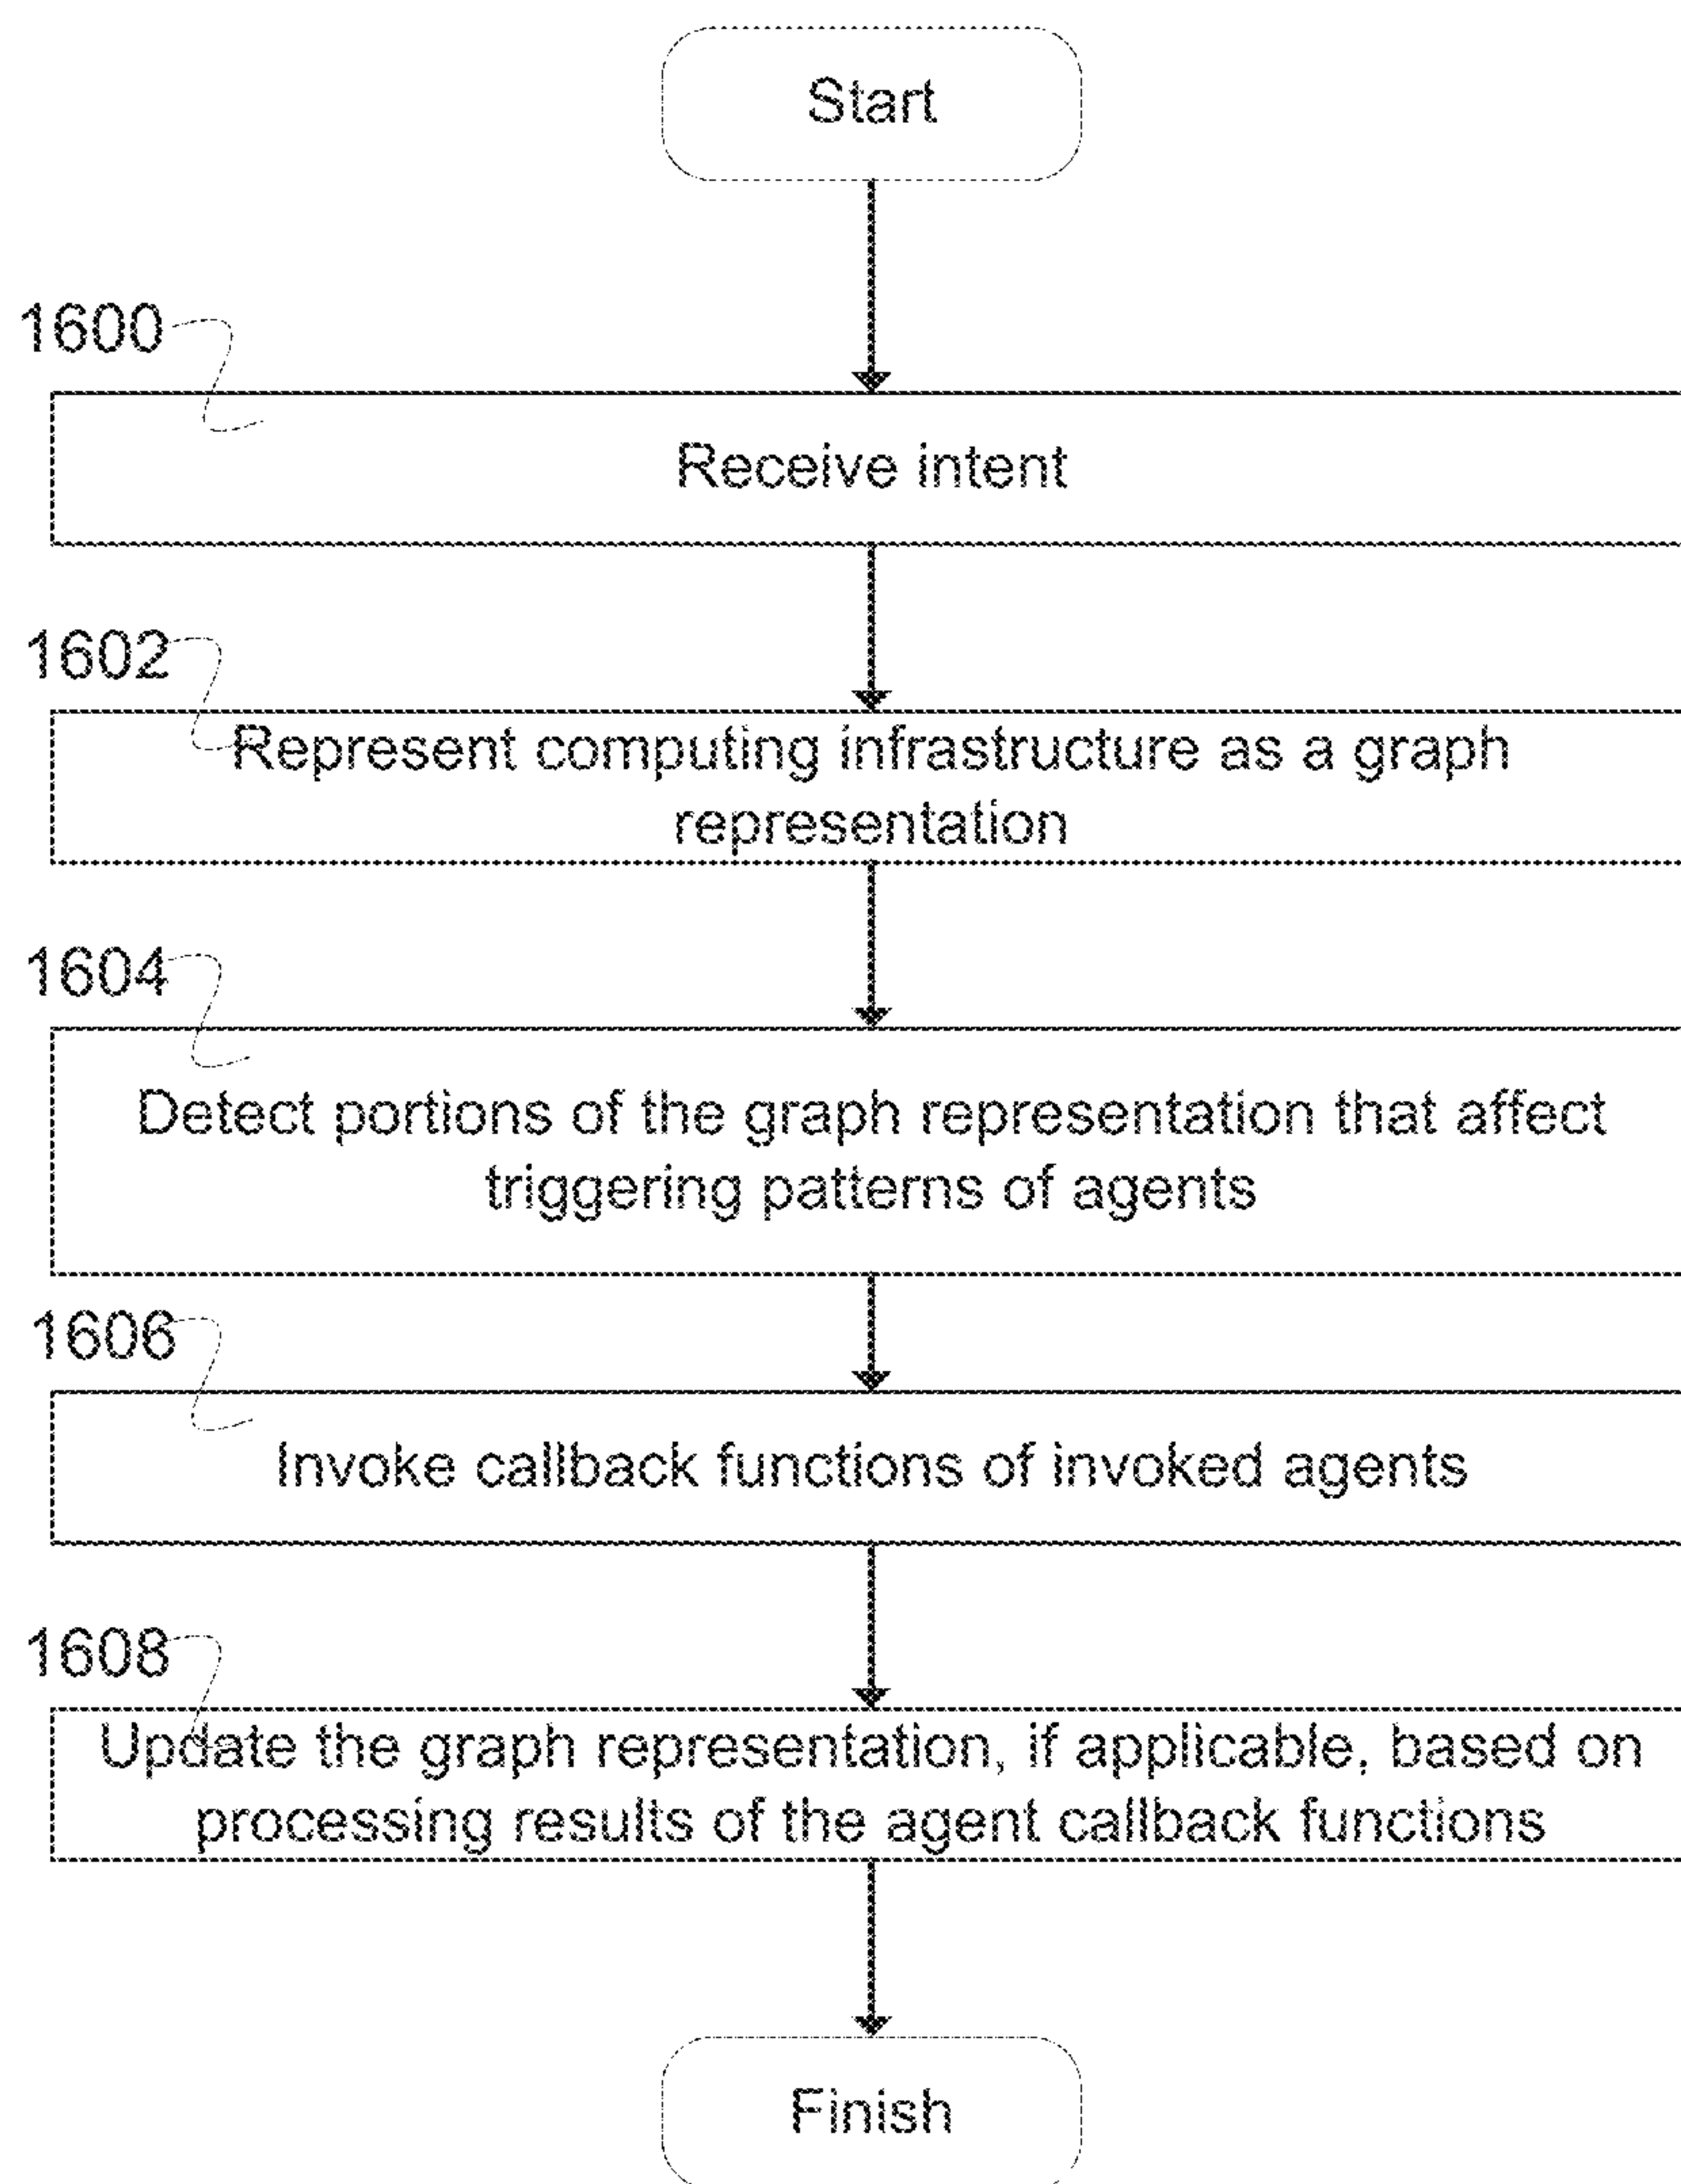 Start
1600
Receive intent
1602
Represent computing infrastructure as a graph
representation
1604
Detect portions of the graph representation that affect
triggering patterns of agents
1606
Invoke callback functions of invoked agents
1608
Update the graph representation, if applicable, based on
processing results of the agent callback functions
Finish